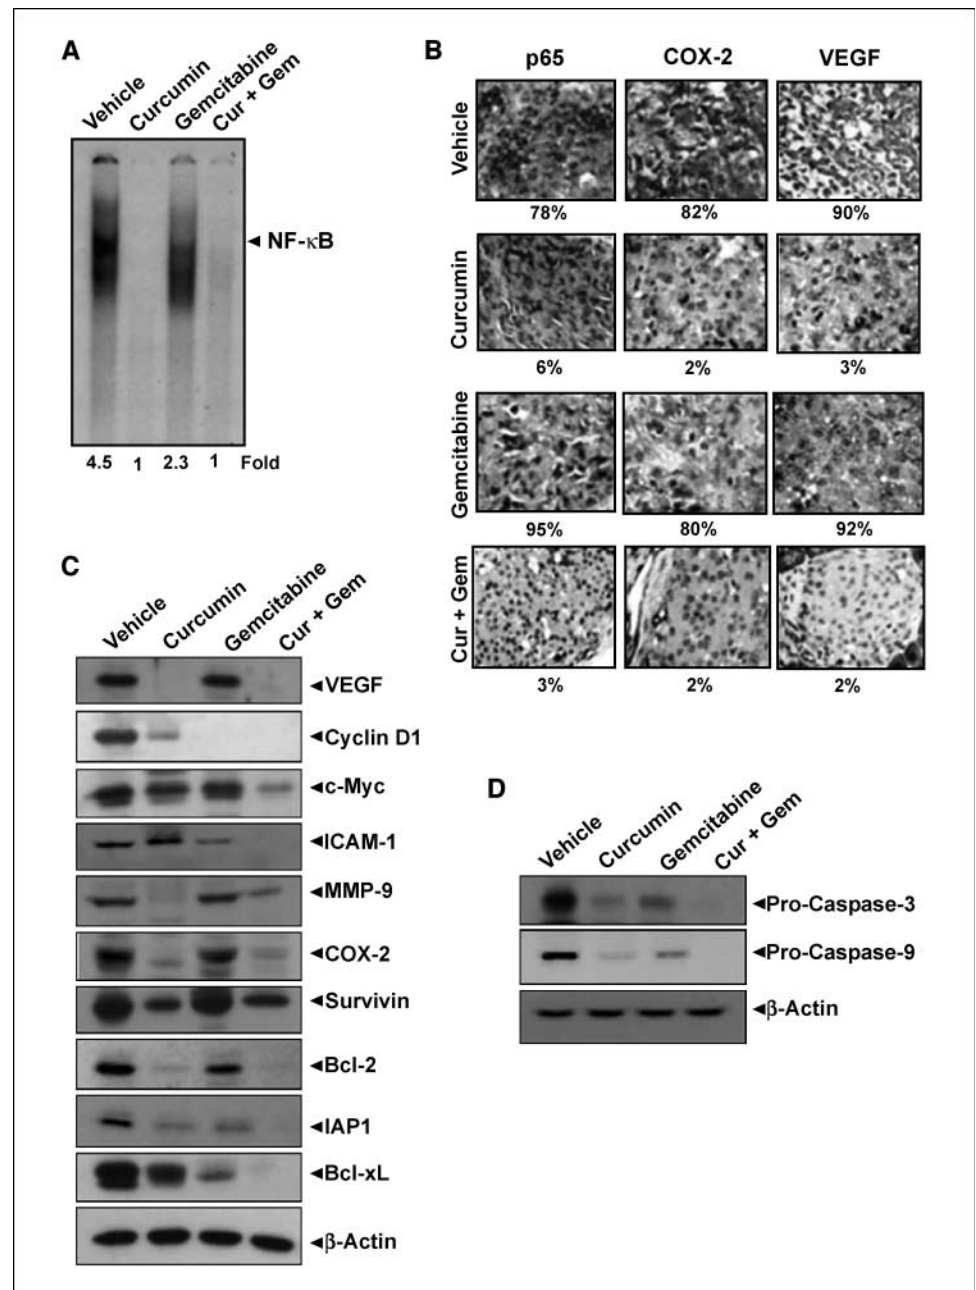 A
Vehicle
Curcumin
Gemcitabine
Cur + Gem
NF-κB
4.5 1 2.3 1 Fold
B
p65 COX-2 VEGF
Vehicle
78% 82% 90%
Curcumin
6% 2% 3%
Gemcitabine
95% 80% 92%
Cur + Gem
3% 2% 2%
C
Vehicle
Curcumin
Gemcitabine
Cur + Gem
VEGF
Cyclin D1
c-Myc
ICAM-1
MMP-9
COX-2
Survivin
Bcl-2
IAP1
Bcl-xL
β-Actin
D
Vehicle
Curcumin
Gemcitabine
Cur + Gem
Pro-Caspase-3
Pro-Caspase-9
β-Actin